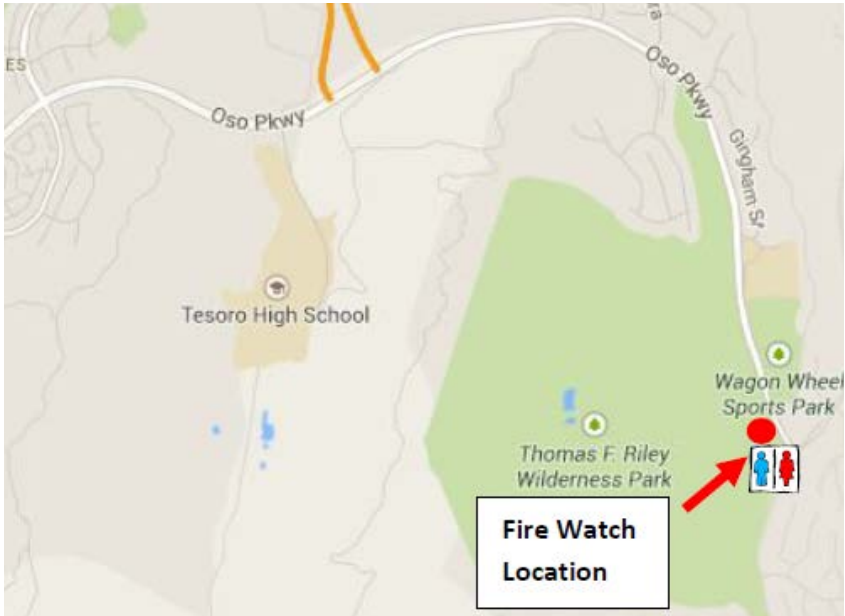 ES
ra
Oso Pkwy
Oso Pkwy
Gingham S/
Tesoro High School
Wagon Wheel
Sports Park
Thomas F. Riley
Wilderness Park
Fire Watch
Location